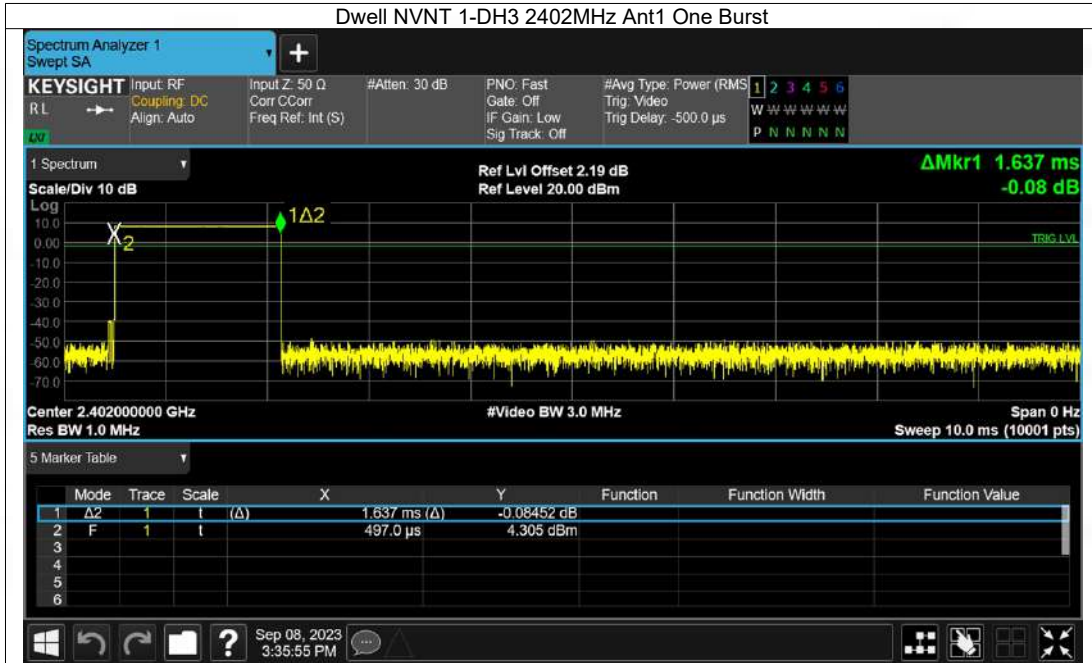 Dwell NVNT 1-DH3 2402MHz Ant1 One Burst
Spectrum Analyzer 1
Swept SA
+
KEYSIGHT Input: RF Input Z: 50 Ω #Atten: 30 dB PNO: Fast #Avg Type: Power (RMS 1 2 3 4 5 6
RL Coupling: DC Corr CCorr Gate: Off Trig: Video W W W W W W
Align: Auto Freq Ref: Int (S) IF Gain: Low Trig Delay: -500.0 µs
LXI Sig Track: Off P N N N N N
1 Spectrum Ref Lvl Offset 2.19 dB ΔMkr1 1.637 ms
Scale/Div 10 dB Ref Level 20.00 dBm -0.08 dB
Log
10.0
0.00
-10.0
-20.0
-30.0
-40.0
-50.0
-60.0
-70.0
X2
1Δ2
TRIG LVL
Center 2.402000000 GHz #Video BW 3.0 MHz Span 0 Hz
Res BW 1.0 MHz Sweep 10.0 ms (10001 pts)
5 Marker Table
Mode Trace Scale X Y Function Function Width Function Value
1 Δ2 1 t (Δ) 1.637 ms (Δ) -0.08452 dB
2 F 1 t 497.0 µs 4.305 dBm
3
4
5
6
? Sep 08, 2023
3:35:55 PM